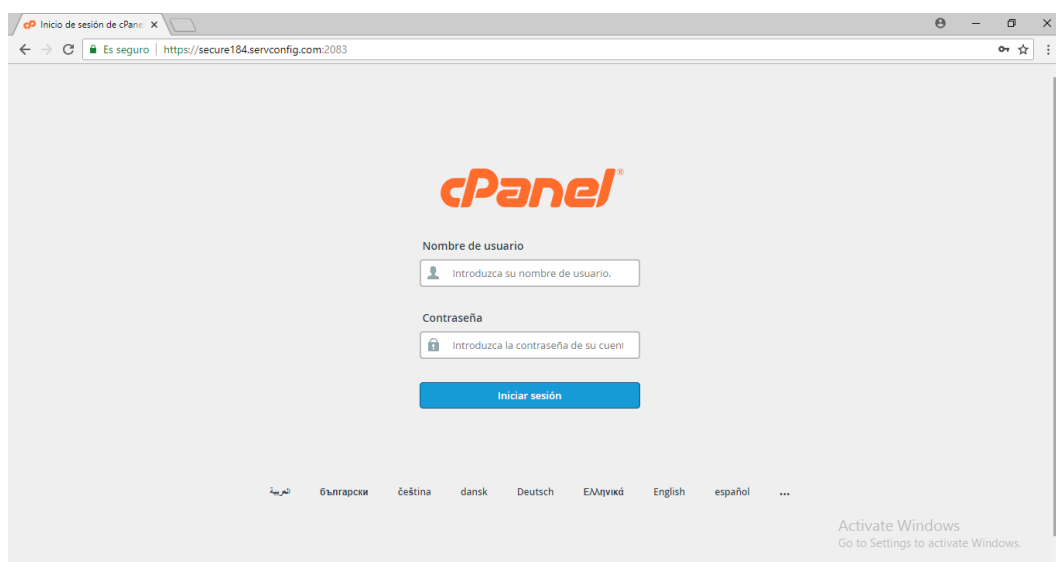 cP Inicio de sesión de cPane
Es seguro | https://secure184.servconfig.com:2083
cPanel®
Nombre de usuario
Introduzca su nombre de usuario.
Contraseña
Introduzca la contraseña de su cuent
Iniciar sesión
العربية български čeština dansk Deutsch Ελληνικά English español ...
Activate Windows
Go to Settings to activate Windows.